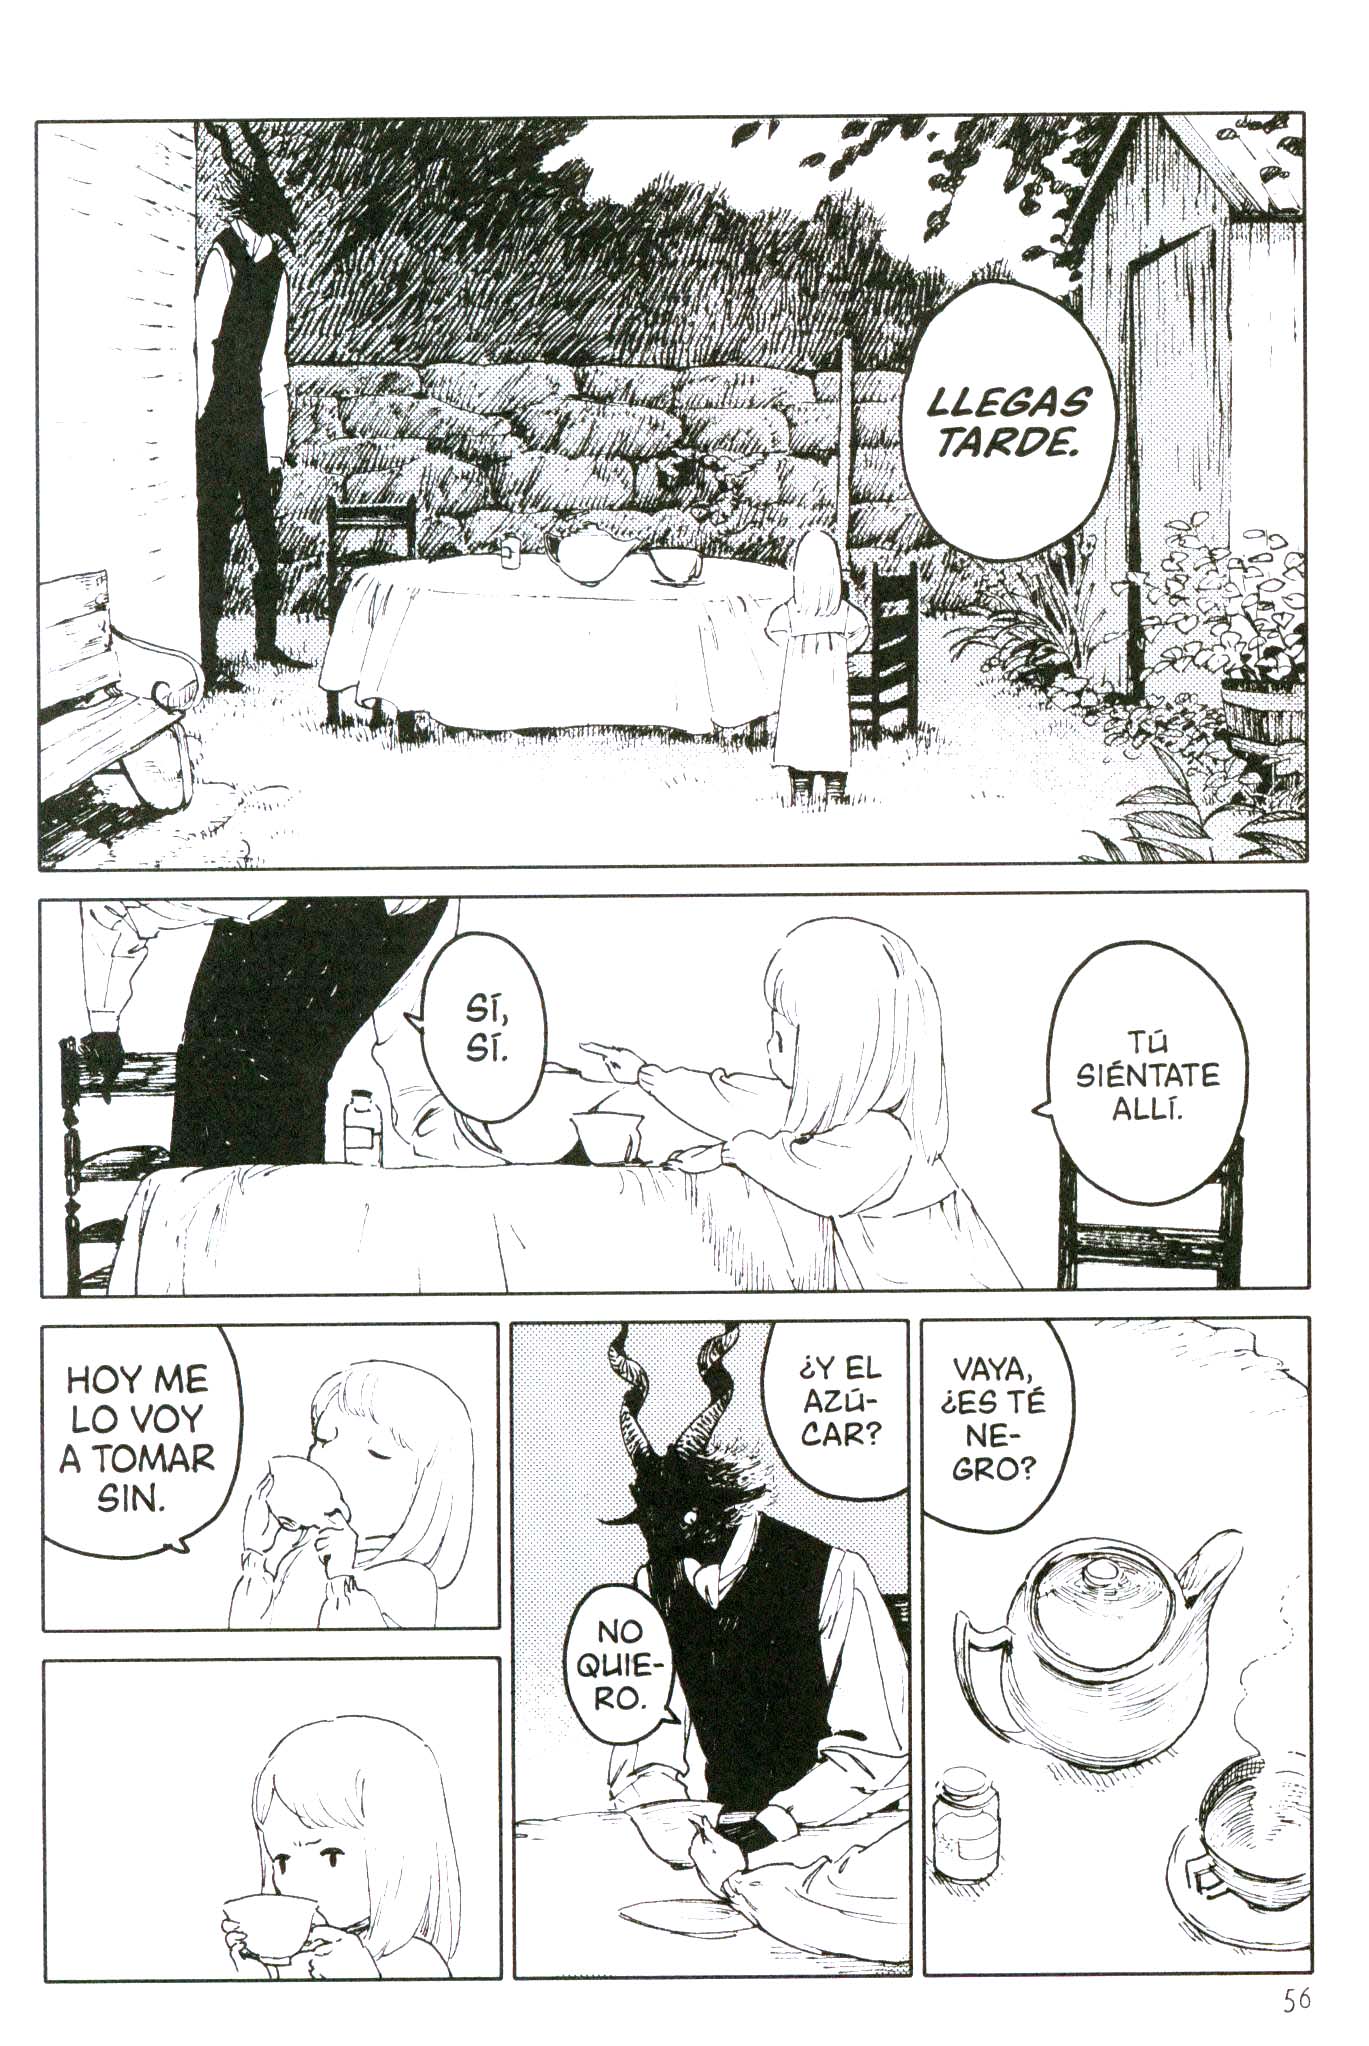 LLEGAS
TARDE.
TÚ
SIÉNTATE
ALLÍ.
SÍ,
SÍ.
VAYA,
¿ES TÉ
NE-
GRO?
¿Y EL
AZÚ-
CAR?
NO
QUIE-
RO.
HOY ME
LO VOY
A TOMAR
SIN.
56